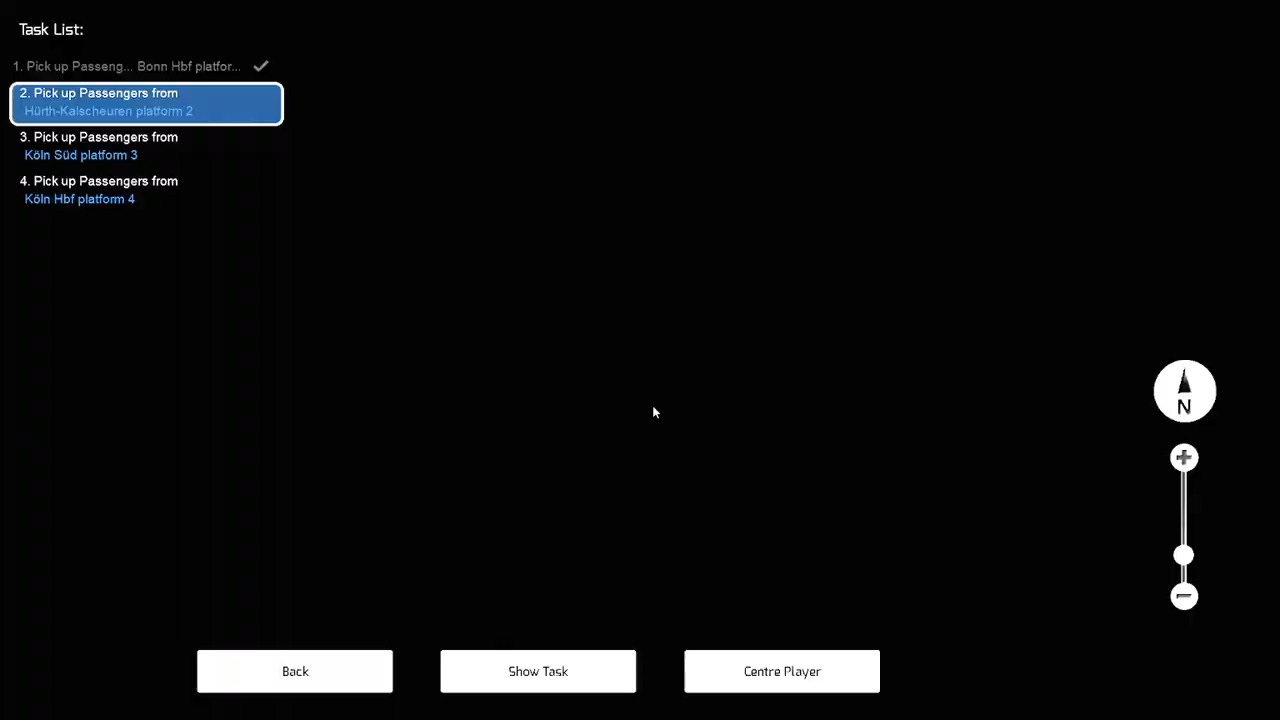 Task List:
1. Pick up Passeng... Bonn Hbf platfor... ✓
2. Pick up Passengers from
Hürth-Kalscheuren platform 2
3. Pick up Passengers from
Köln Süd platform 3
4. Pick up Passengers from
Köln Hbf platform 4
N
+
−
Back
Show Task
Centre Player